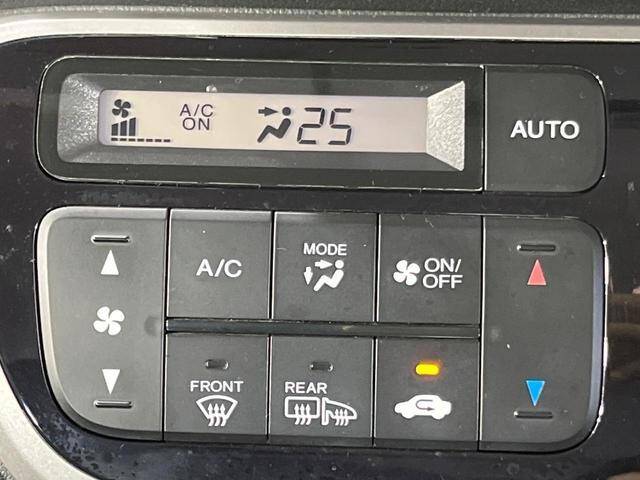 A/C
ON
25
AUTO
A/C
MODE
ON/
OFF
FRONT
REAR